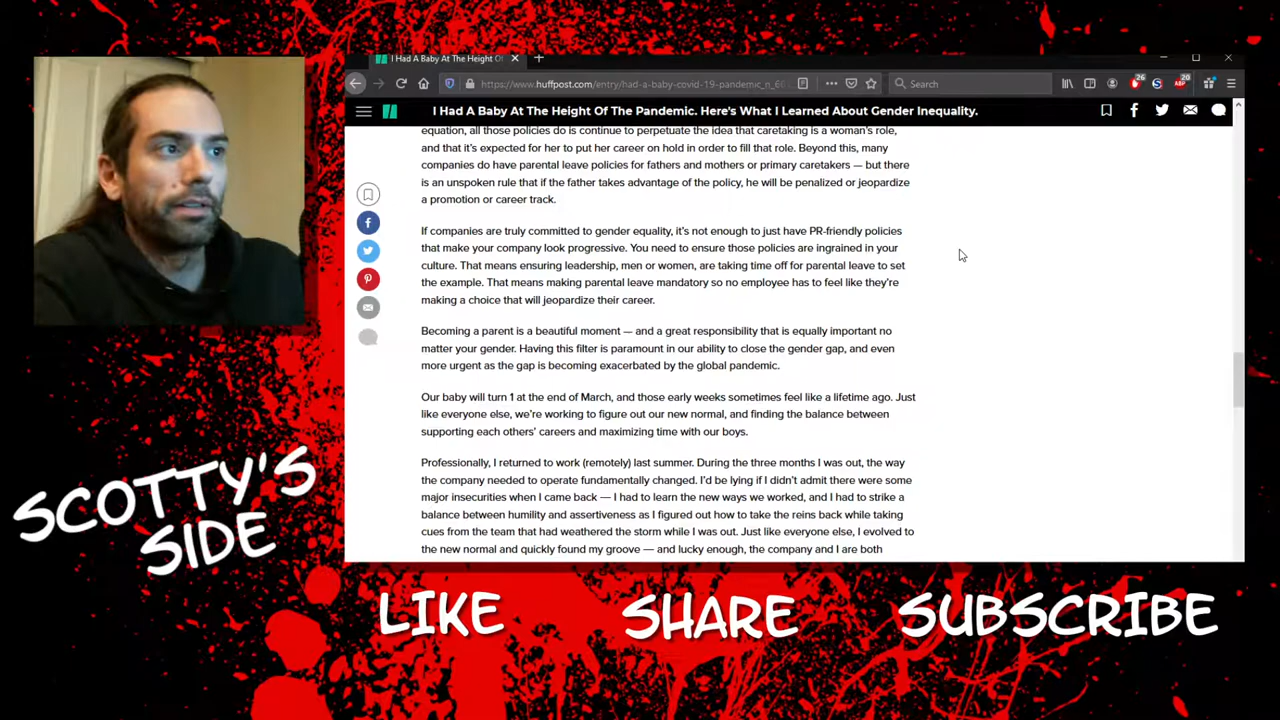 I Had A Baby At The Height Of
https://www.huffpost.com/entry/had-a-baby-covid-19-pandemic_n_60
Search
26
20
I Had A Baby At The Height Of The Pandemic. Here's What I Learned About Gender Inequality.
equation, all those policies do is continue to perpetuate the idea that caretaking is a woman's role,
and that it's expected for her to put her career on hold in order to fill that role. Beyond this, many
companies do have parental leave policies for fathers and mothers or primary caretakers — but there
is an unspoken rule that if the father takes advantage of the policy, he will be penalized or jeopardize
a promotion or career track.
If companies are truly committed to gender equality, it's not enough to just have PR-friendly policies
that make your company look progressive. You need to ensure those policies are ingrained in your
culture. That means ensuring leadership, men or women, are taking time off for parental leave to set
the example. That means making parental leave mandatory so no employee has to feel like they're
making a choice that will jeopardize their career.
Becoming a parent is a beautiful moment — and a great responsibility that is equally important no
matter your gender. Having this filter is paramount in our ability to close the gender gap, and even
more urgent as the gap is becoming exacerbated by the global pandemic.
Our baby will turn 1 at the end of March, and those early weeks sometimes feel like a lifetime ago. Just
like everyone else, we're working to figure out our new normal, and finding the balance between
supporting each others' careers and maximizing time with our boys.
Professionally, I returned to work (remotely) last summer. During the three months I was out, the way
the company needed to operate fundamentally changed. I'd be lying if I didn't admit there were some
major insecurities when I came back — I had to learn the new ways we worked, and I had to strike a
balance between humility and assertiveness as I figured out how to take the reins back while taking
cues from the team that had weathered the storm while I was out. Just like everyone else, I evolved to
the new normal and quickly found my groove — and lucky enough, the company and I are both
SCOTTY'S
SIDE
LIKE
SHARE
SUBSCRIBE